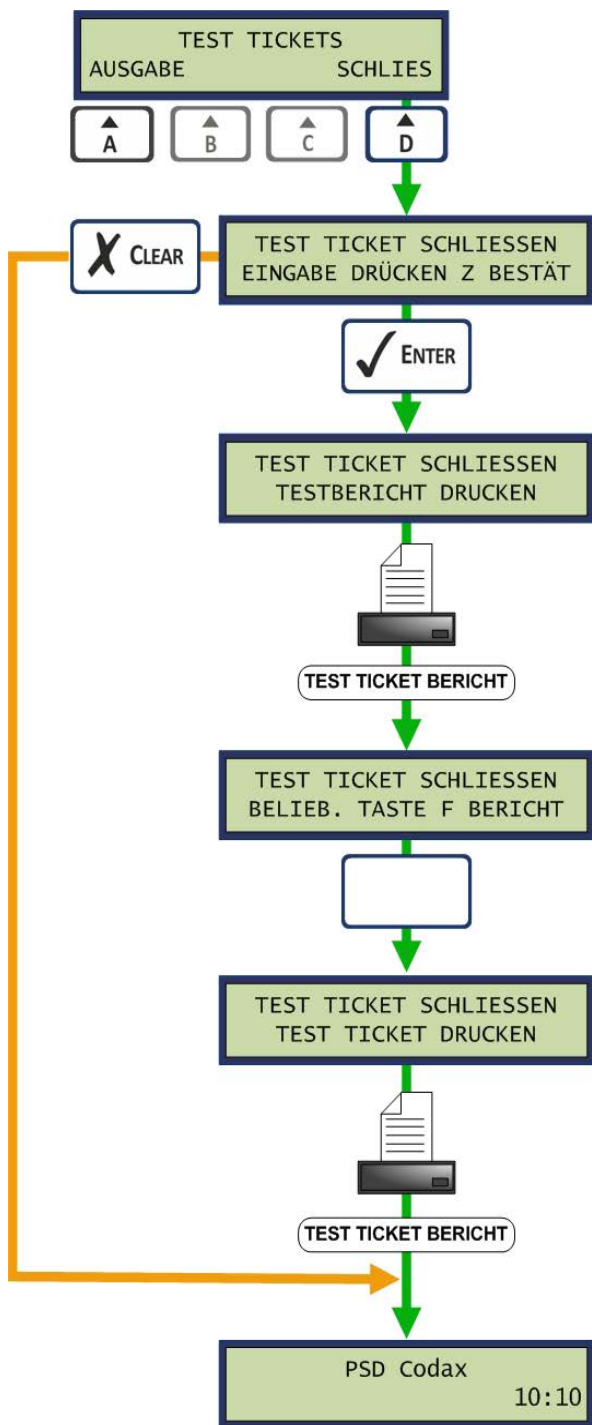 TEST TICKETS
AUSGABE SCHLIES
A B C D
CLEAR
TEST TICKET SCHLIESSEN
EINGABE DRÜCKEN Z BESTÄT
ENTER
TEST TICKET SCHLIESSEN
TESTBERICHT DRUCKEN
TEST TICKET BERICHT
TEST TICKET SCHLIESSEN
BELIEB. TASTE F BERICHT
TEST TICKET SCHLIESSEN
TEST TICKET DRUCKEN
TEST TICKET BERICHT
PSD Codax
10:10